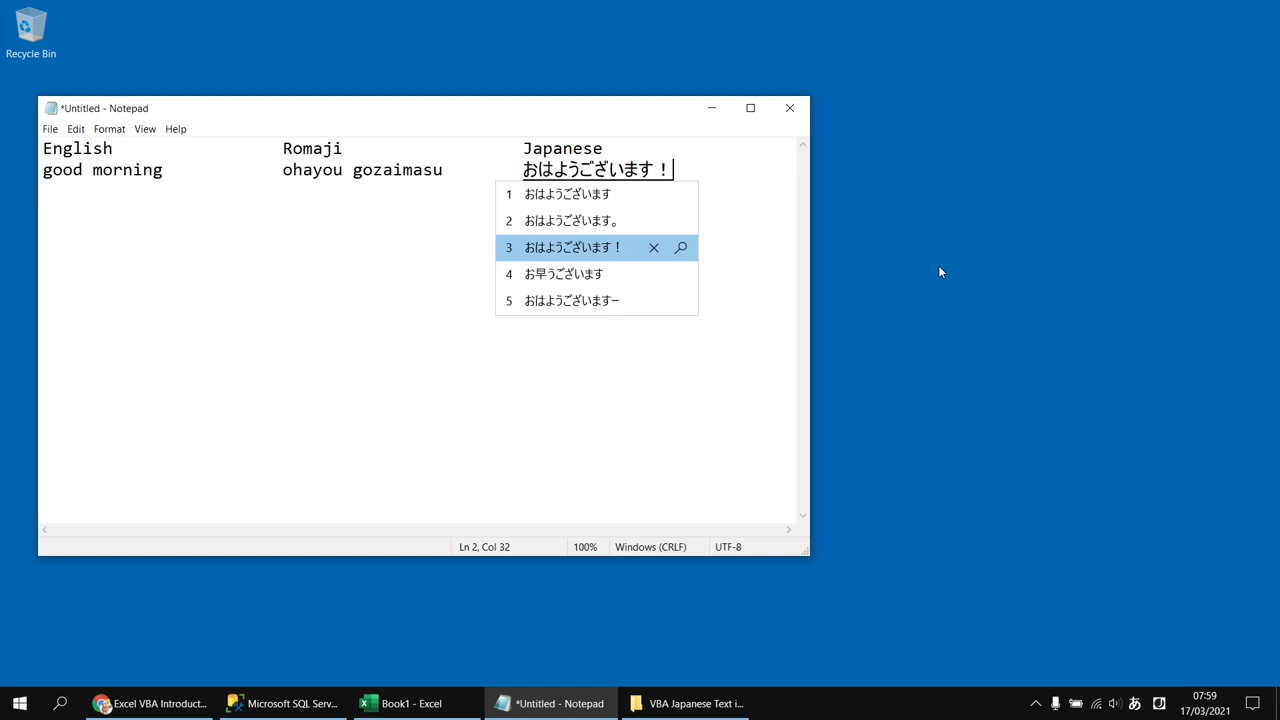 Recycle Bin
*Untitled - Notepad
File Edit Format View Help
English Romaji Japanese
good morning ohayou gozaimasu おはようございます！
1 おはようございます
2 おはようございます。
3 おはようございます！
4 お早うございます
5 おはようございますー
Ln 2, Col 32 100% Windows (CRLF) UTF-8
Excel VBA Introduct... Microsoft SQL Serv... Book1 - Excel *Untitled - Notepad VBA Japanese Text i... あ 07:59
17/03/2021